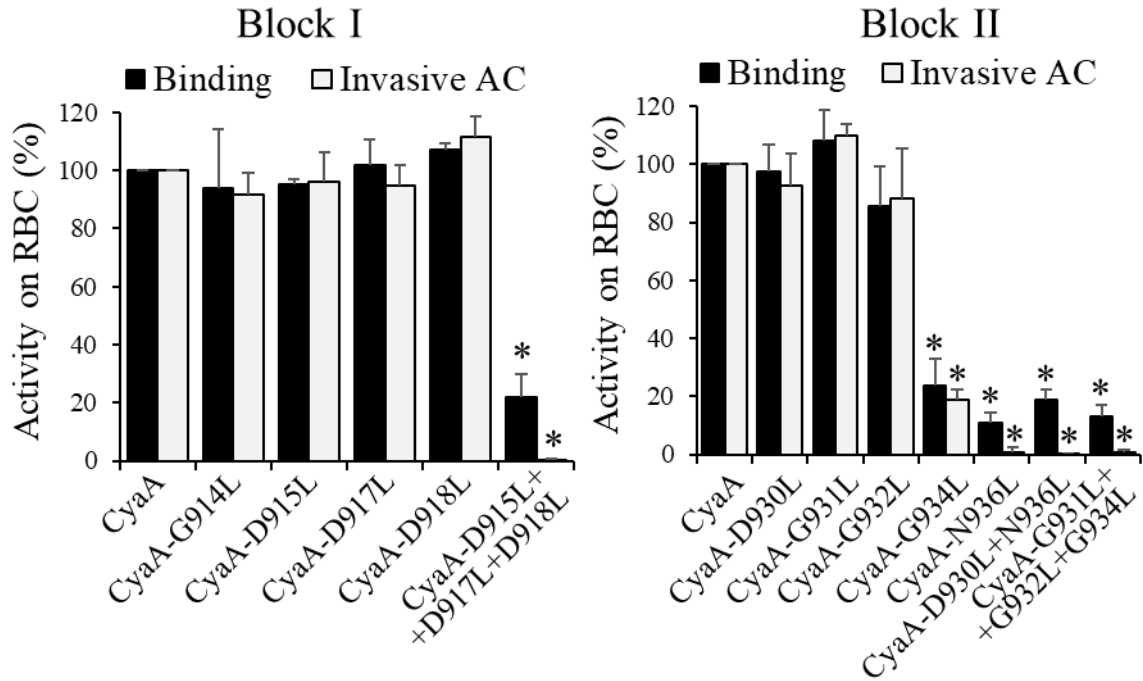 Block I
Binding
Invasive AC
Activity on RBC (%)
120
100
80
60
40
20
0
*
*
CyaA
CyaA-G914L
CyaA-D915L
CyaA-D917L
CyaA-D918L
CyaA-D915L+
+D917L+D918L
Block II
Binding
Invasive AC
Activity on RBC (%)
120
100
80
60
40
20
0
*
*
*
*
*
*
*
*
CyaA
CyaA-D930L
CyaA-G931L
CyaA-G932L
CyaA-G934L
CyaA-N936L
CyaA-D930L+N936L
CyaA-G931L+
+G932L+G934L